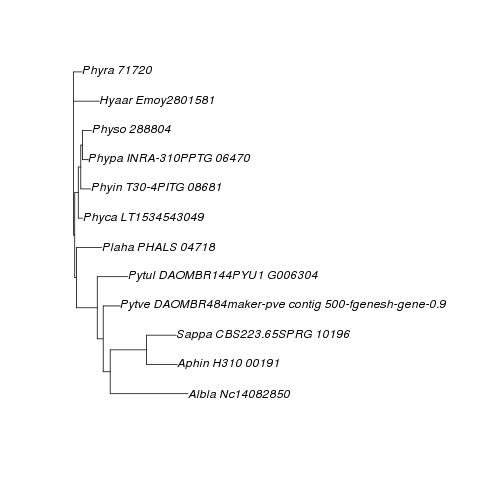 Phyra 71720
Hyaar Emoy2801581
Physo 288804
Phypa INRA-310PPTG 06470
Phyin T30-4PITG 08681
Phyca LT1534543049
Plaha PHALS 04718
Pytul DAOMBR144PYU1 G006304
Pytve DAOMBR484maker-pve contig 500-fgenesh-gene-0.9
Sappa CBS223.65SPRG 10196
Aphin H310 00191
Albla Nc14082850